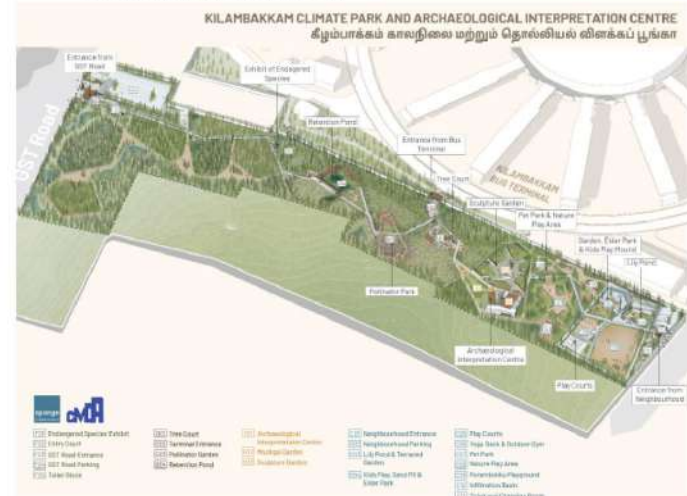 KILAMBAKKAM CLIMATE PARK AND ARCHAEOLOGICAL INTERPRETATION CENTRE
கீழம்பாக்கம் காலநிலை மற்றும் தொல்லியல் விளக்கப் பூங்கா
Entrance from
GST Road
Exhibit of Endangered
Species
GST Road
Retention Pond
Entrance from Bus
Terminal
Tree Court
KILAMBAKKAM
BUS TERMINAL
Sculpture Garden
Pet Park & Nature
Play Area
Garden, Elder Park
& Kids Play Mound
Lily Pond
Pollinator Park
Archaeological
Interpretation Centre
Play Courts
Entrance from
Neighbourhood
sponge
CMDA
Endangered Species Exhibit
Entry Court
GST Road Entrance
GST Road Parking
Toilet Block
Tree Court
Terminal Entrance
Pollinator Garden
Retention Pond
Archaeological
Interpretation Center
Sculpture Garden
Neighbourhood Entrance
Neighbourhood Parking
Lily Pond & Terraced
Garden
Kids Play, Sand Pit &
Elder Park
Play Courts
Yoga Deck & Outdoor Gym
Pet Park
Nature Play Area
Playground
Infiltration Basin